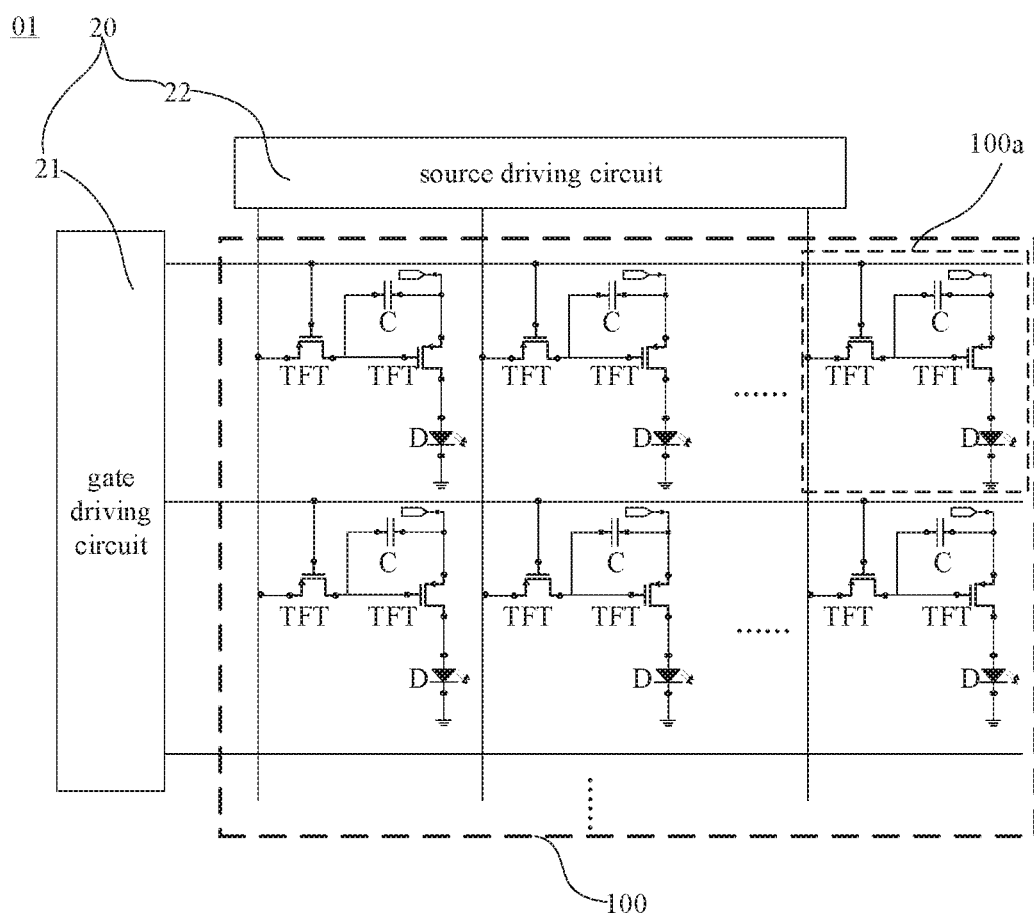 01
20
22
100a
21
source driving circuit
C
C
C
TFT
TFT
TFT
TFT
TFT
TFT
......
D
D
D
gate
driving
circuit
C
C
C
TFT
TFT
TFT
TFT
TFT
TFT
......
D
D
D
100